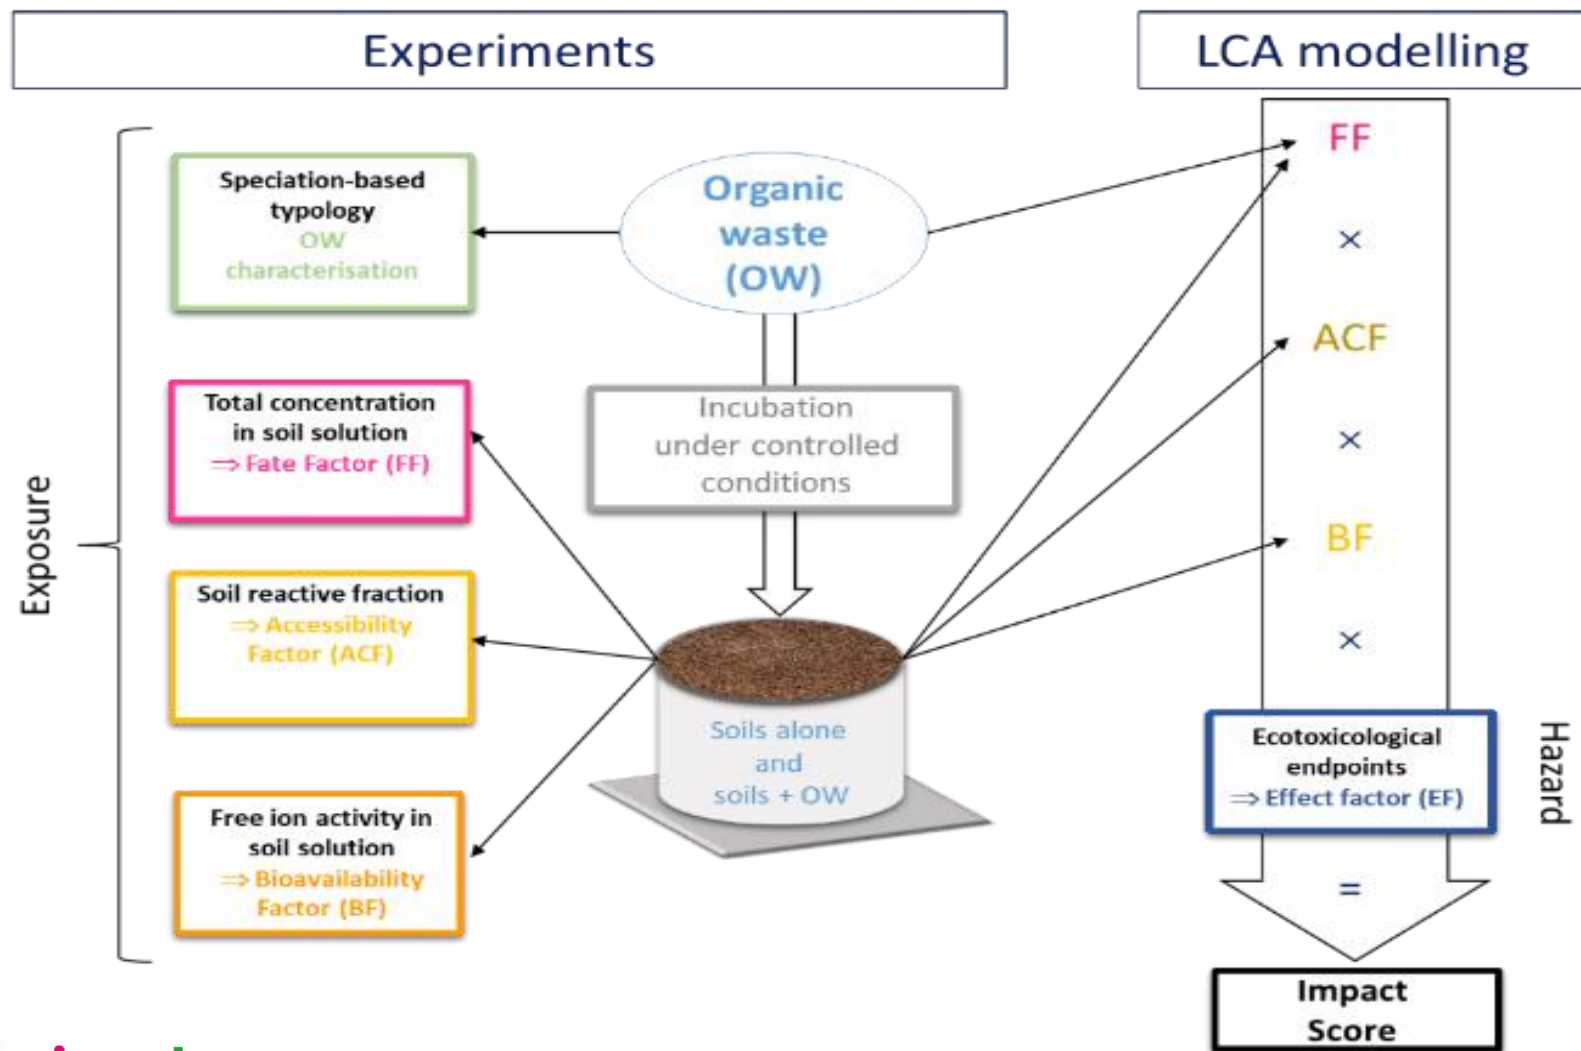 Experiments
LCA modelling
Exposure
Speciation-based
typology
OW
characterisation
Total concentration
in soil solution
⇒ Fate Factor (FF)
Soil reactive fraction
⇒ Accessibility
Factor (ACF)
Free ion activity in
soil solution
⇒ Bioavailability
Factor (BF)
Organic
waste
(OW)
Incubation
under controlled
conditions
Soils alone
and
soils + OW
FF
×
ACF
×
BF
×
Ecotoxicological
endpoints
⇒ Effect factor (EF)
Hazard
=
Impact
Score